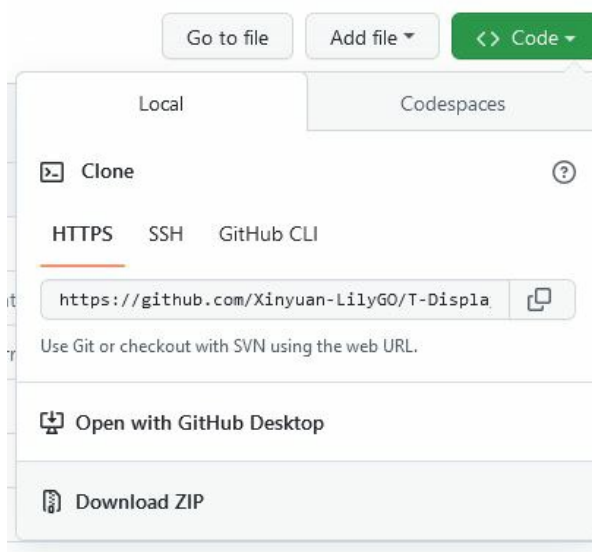 Go to file Add file <> Code
Local Codespaces
Clone
HTTPS SSH GitHub CLI
https://github.com/Xinyuan-LilyGO/T-Displa
Use Git or checkout with SVN using the web URL.
Open with GitHub Desktop
Download ZIP